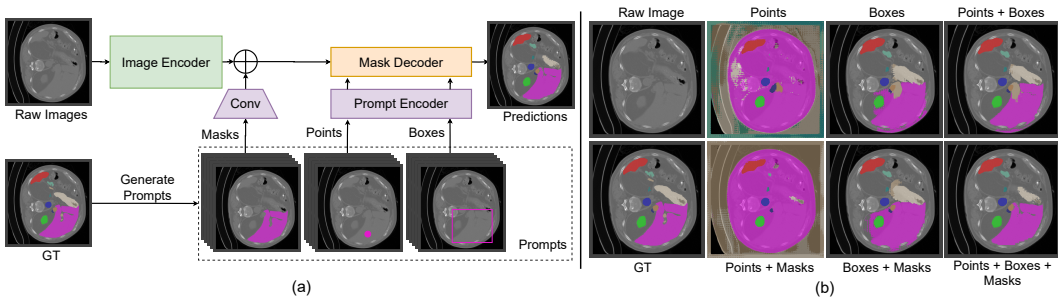 Image Encoder
Mask Decoder
Conv
Prompt Encoder
Raw Images
Masks
Points
Boxes
Predictions
Generate
Prompts
GT
Prompts
(a)
Raw Image
Points
Boxes
Points + Boxes
GT
Points + Masks
Boxes + Masks
Points + Boxes +
Masks
(b)